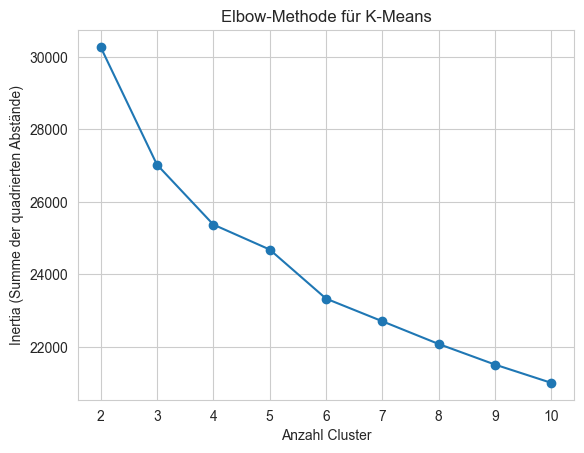 Elbow-Methode für K-Means
30000
28000
26000
24000
22000
Inertia (Summe der quadrierten Abstände)
2 3 4 5 6 7 8 9 10
Anzahl Cluster